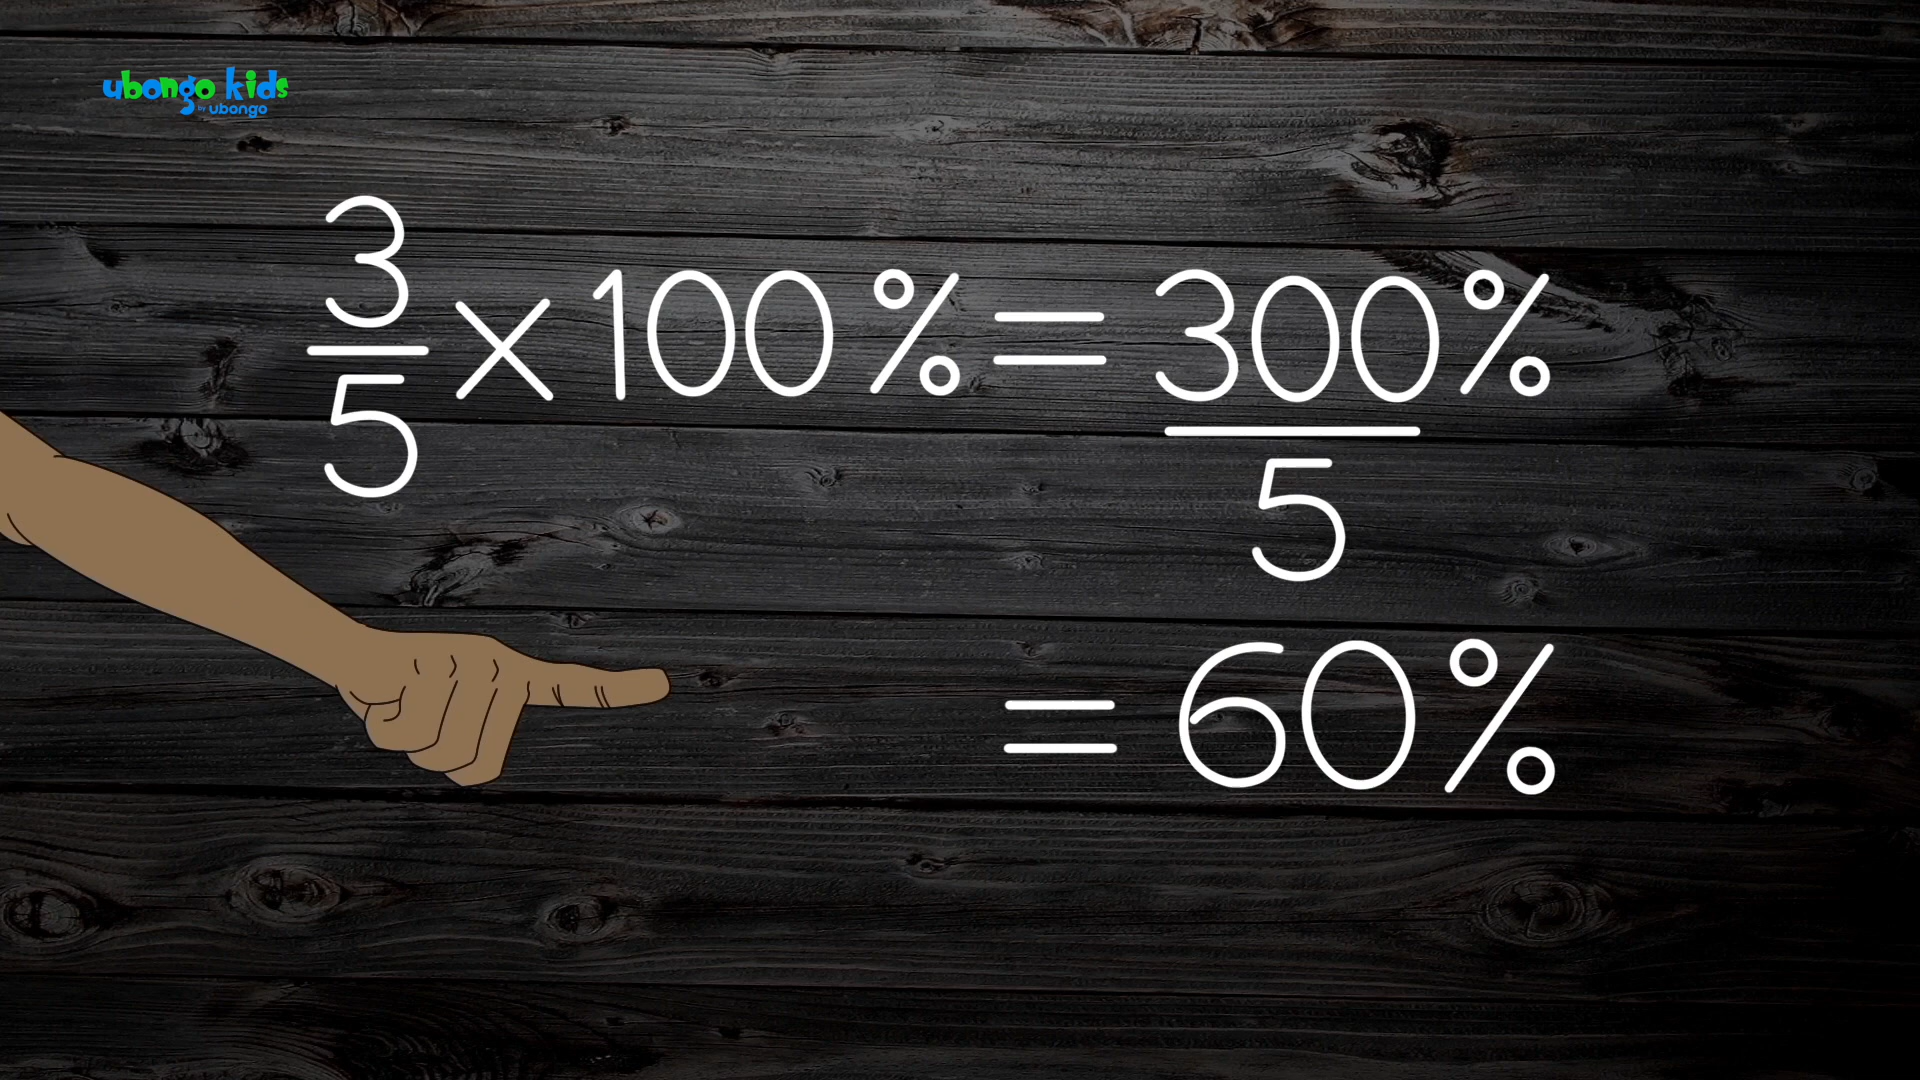 ubongo kids
by ubongo
3/5 × 100% = 300%/5
= 60%